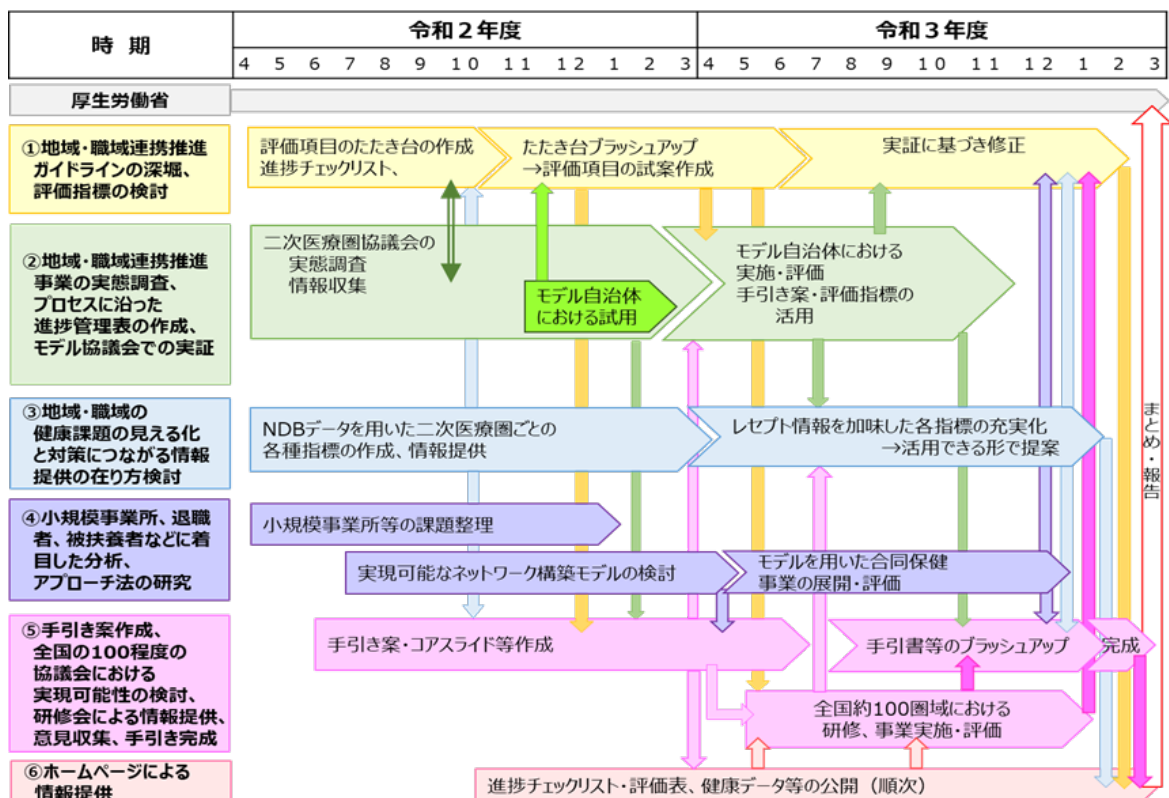 時 期
令和２年度
令和３年度
4 5 6 7 8 9 10 11 12 1 2 3 4 5 6 7 8 9 10 11 12 1 2 3
厚生労働省
①地域・職域連携推進
ガイドラインの深堀、
評価指標の検討
評価項目のたたき台の作成
進捗チェックリスト、
たたき台ブラッシュアップ
→評価項目の試案作成
実証に基づき修正
②地域・職域連携推進
事業の実態調査、
プロセスに沿った
進捗管理表の作成、
モデル協議会での実証
二次医療圏協議会の
実態調査
情報収集
モデル自治体
における試用
モデル自治体における
実施・評価
手引き案・評価指標の
活用
③地域・職域の
健康課題の見える化
と対策につながる情報
提供の在り方検討
NDBデータを用いた二次医療圏ごとの
各種指標の作成、情報提供
レセプト情報を加味した各指標の充実化
→活用できる形で提案
まとめ・報告
④小規模事業所、退職
者、被扶養者などに着
目した分析、
アプローチ法の研究
小規模事業所等の課題整理
実現可能なネットワーク構築モデルの検討
モデルを用いた合同保健
事業の展開・評価
⑤手引き案作成、
全国の100程度の
協議会における
実現可能性の検討、
研修会による情報提供、
意見収集、手引き完成
手引き案・コアスライド等作成
手引書等のブラッシュアップ
完成
全国約100圏域における
研修、事業実施・評価
⑥ホームページによる
情報提供
進捗チェックリスト・評価表、健康データ等の公開（順次）